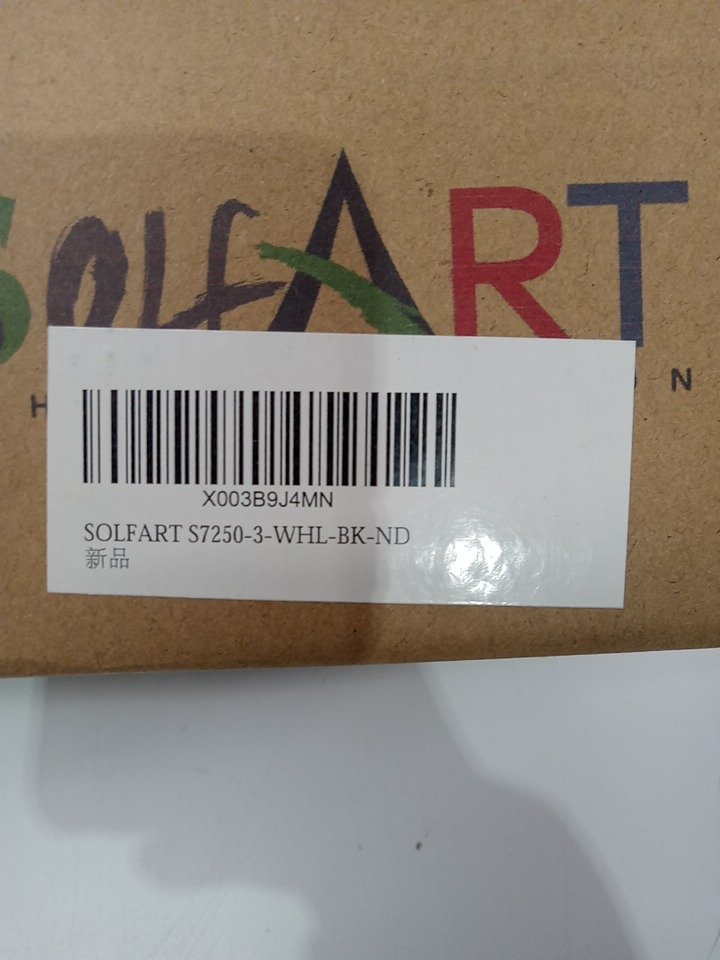 SOLFART
H
N
X003B9J4MN
SOLFART S7250-3-WHL-BK-ND
新品